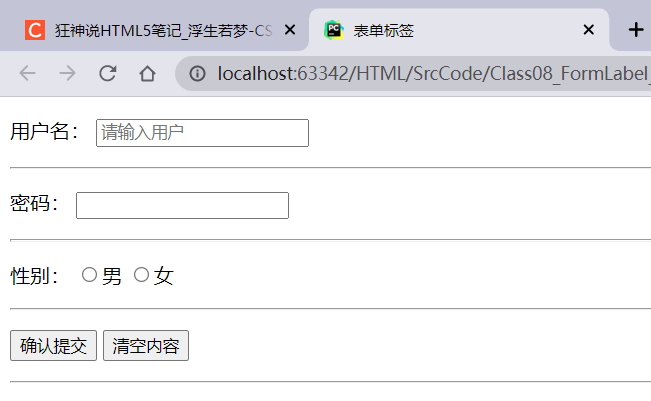 狂神说HTML5笔记_浮生若梦-CS
表单标签
localhost:63342/HTML/SrcCode/Class08_FormLabel_
用户名： 请输入用户
密码：
性别： 男 女
确认提交 清空内容